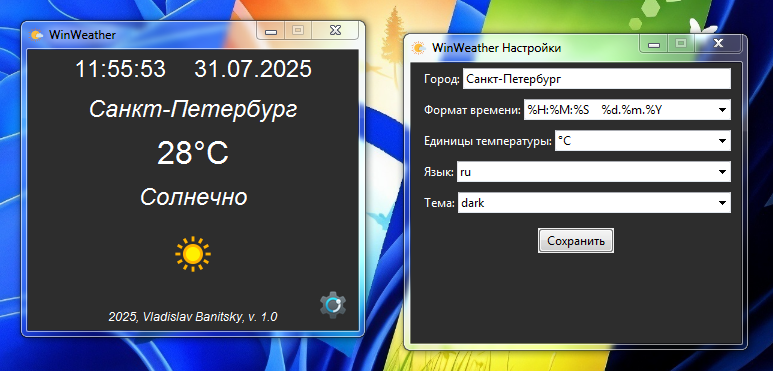 WinWeather
11:55:53 31.07.2025
Санкт-Петербург
28°C
Солнечно
2025, Vladislav Banitsky, v. 1.0
WinWeather Настройки
Город: Санкт-Петербург
Формат времени: %H:%M:%S %d.%m.%Y
Единицы температуры: °C
Язык: ru
Тема: dark
Сохранить